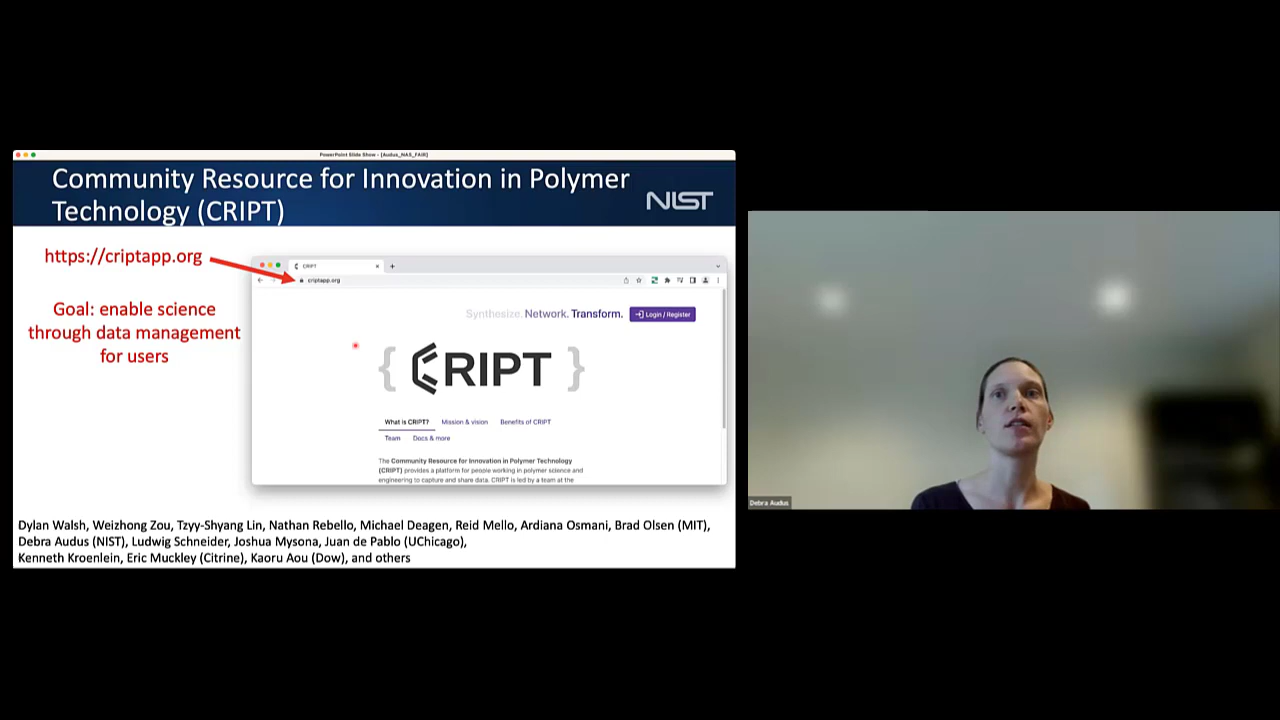 PowerPoint Slide Show - [Audus_NAS_FAIR]
Community Resource for Innovation in Polymer
Technology (CRIPT)
NIST
https://criptapp.org
Goal: enable science
through data management
for users
CRIPT
criptapp.org
Synthesize. Network. Transform.
Login / Register
{ CRIPT }
What is CRIPT? Mission & vision Benefits of CRIPT
Team Docs & more
The Community Resource for Innovation in Polymer Technology
(CRIPT) provides a platform for people working in polymer science and
engineering to capture and share data. CRIPT is led by a team at the
Dylan Walsh, Weizhong Zou, Tzyy-Shyang Lin, Nathan Rebello, Michael Deagen, Reid Mello, Ardiana Osmani, Brad Olsen (MIT),
Debra Audus (NIST), Ludwig Schneider, Joshua Mysona, Juan de Pablo (UChicago),
Kenneth Kroenlein, Eric Muckley (Citrine), Kaoru Aou (Dow), and others
Debra Audus